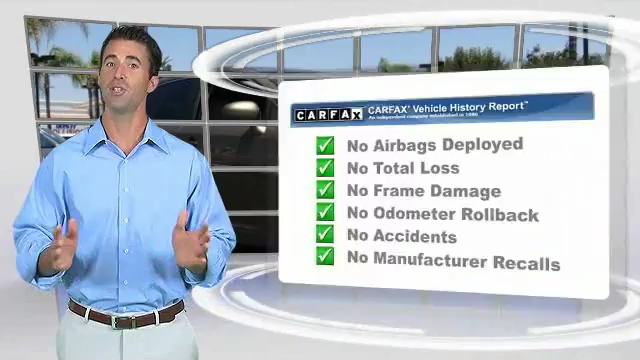 CARFAX CARFAX Vehicle History Report™
An independent company established in 1986
No Airbags Deployed
No Total Loss
No Frame Damage
No Odometer Rollback
No Accidents
No Manufacturer Recalls